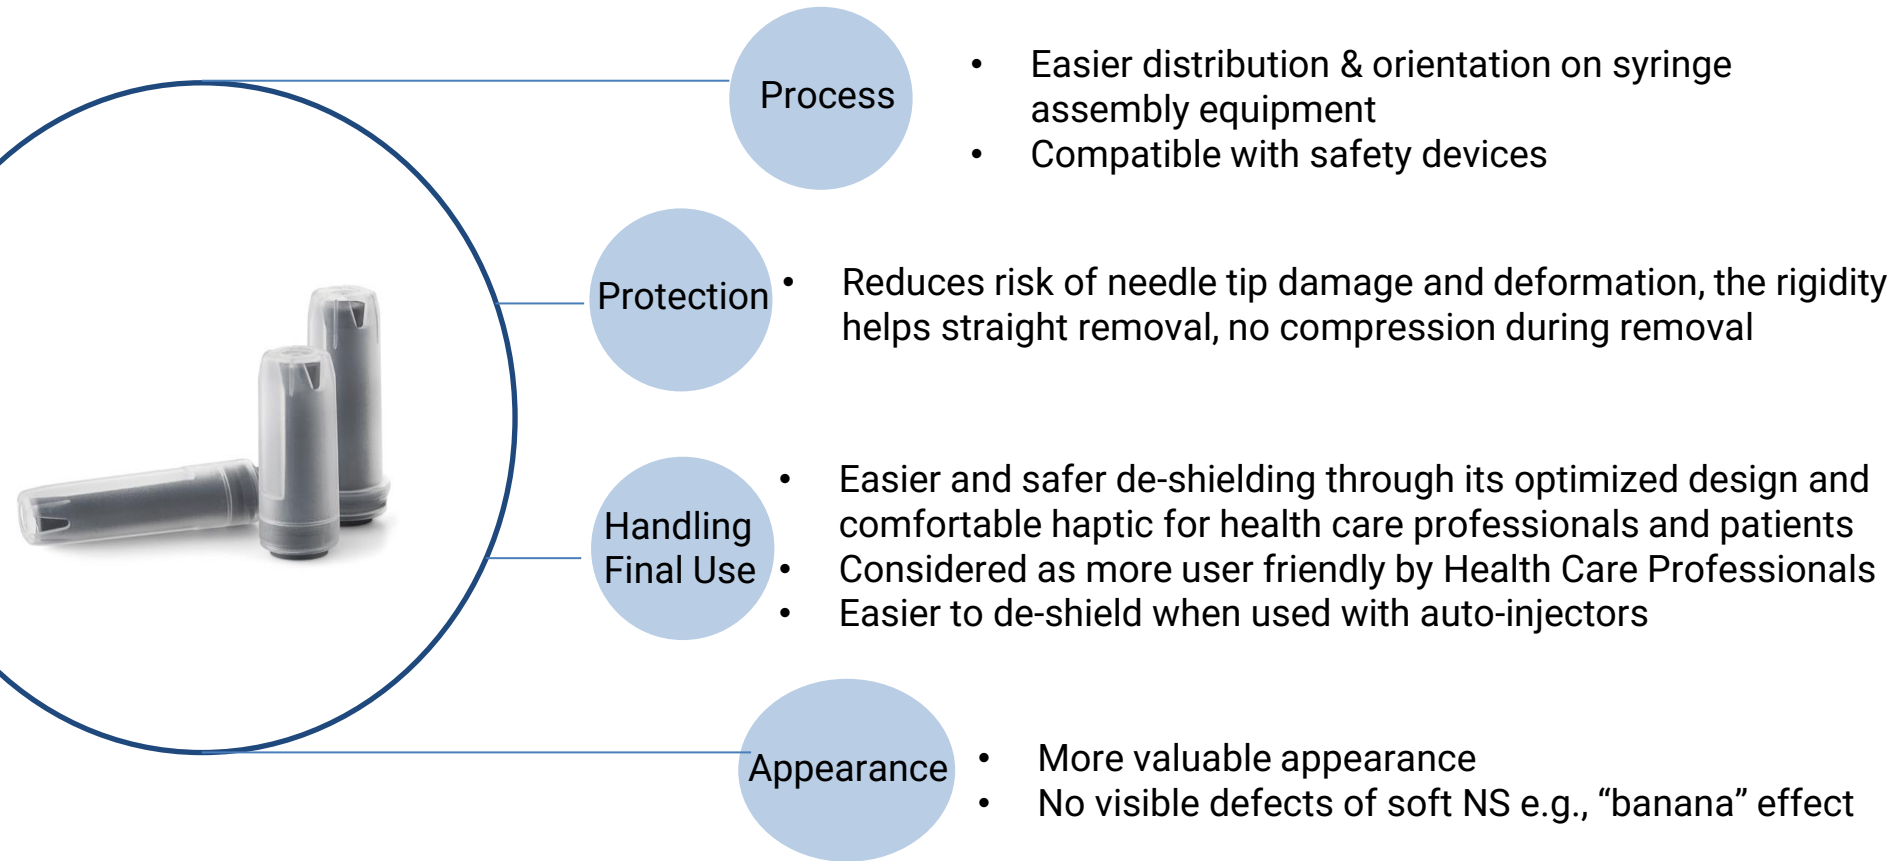 Process
• Easier distribution & orientation on syringe
assembly equipment
• Compatible with safety devices
Protection
• Reduces risk of needle tip damage and deformation, the rigidity
helps straight removal, no compression during removal
Handling
Final Use
• Easier and safer de-shielding through its optimized design and
comfortable haptic for health care professionals and patients
• Considered as more user friendly by Health Care Professionals
• Easier to de-shield when used with auto-injectors
Appearance
• More valuable appearance
• No visible defects of soft NS e.g., “banana” effect